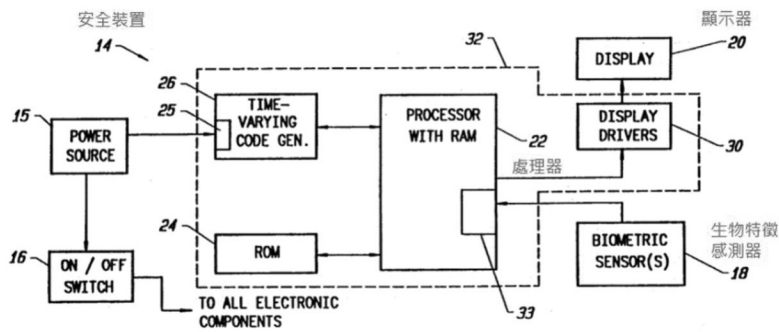 安全裝置
14
32
顯示器
DISPLAY
20
26
25
TIME-
VARYING
CODE GEN.
PROCESSOR
WITH RAM
22
DISPLAY
DRIVERS
30
15
POWER
SOURCE
處理器
24
ROM
生物特徵
感測器
BIOMETRIC
SENSOR(S)
18
16
ON / OFF
SWITCH
33
TO ALL ELECTRONIC
COMPONENTS